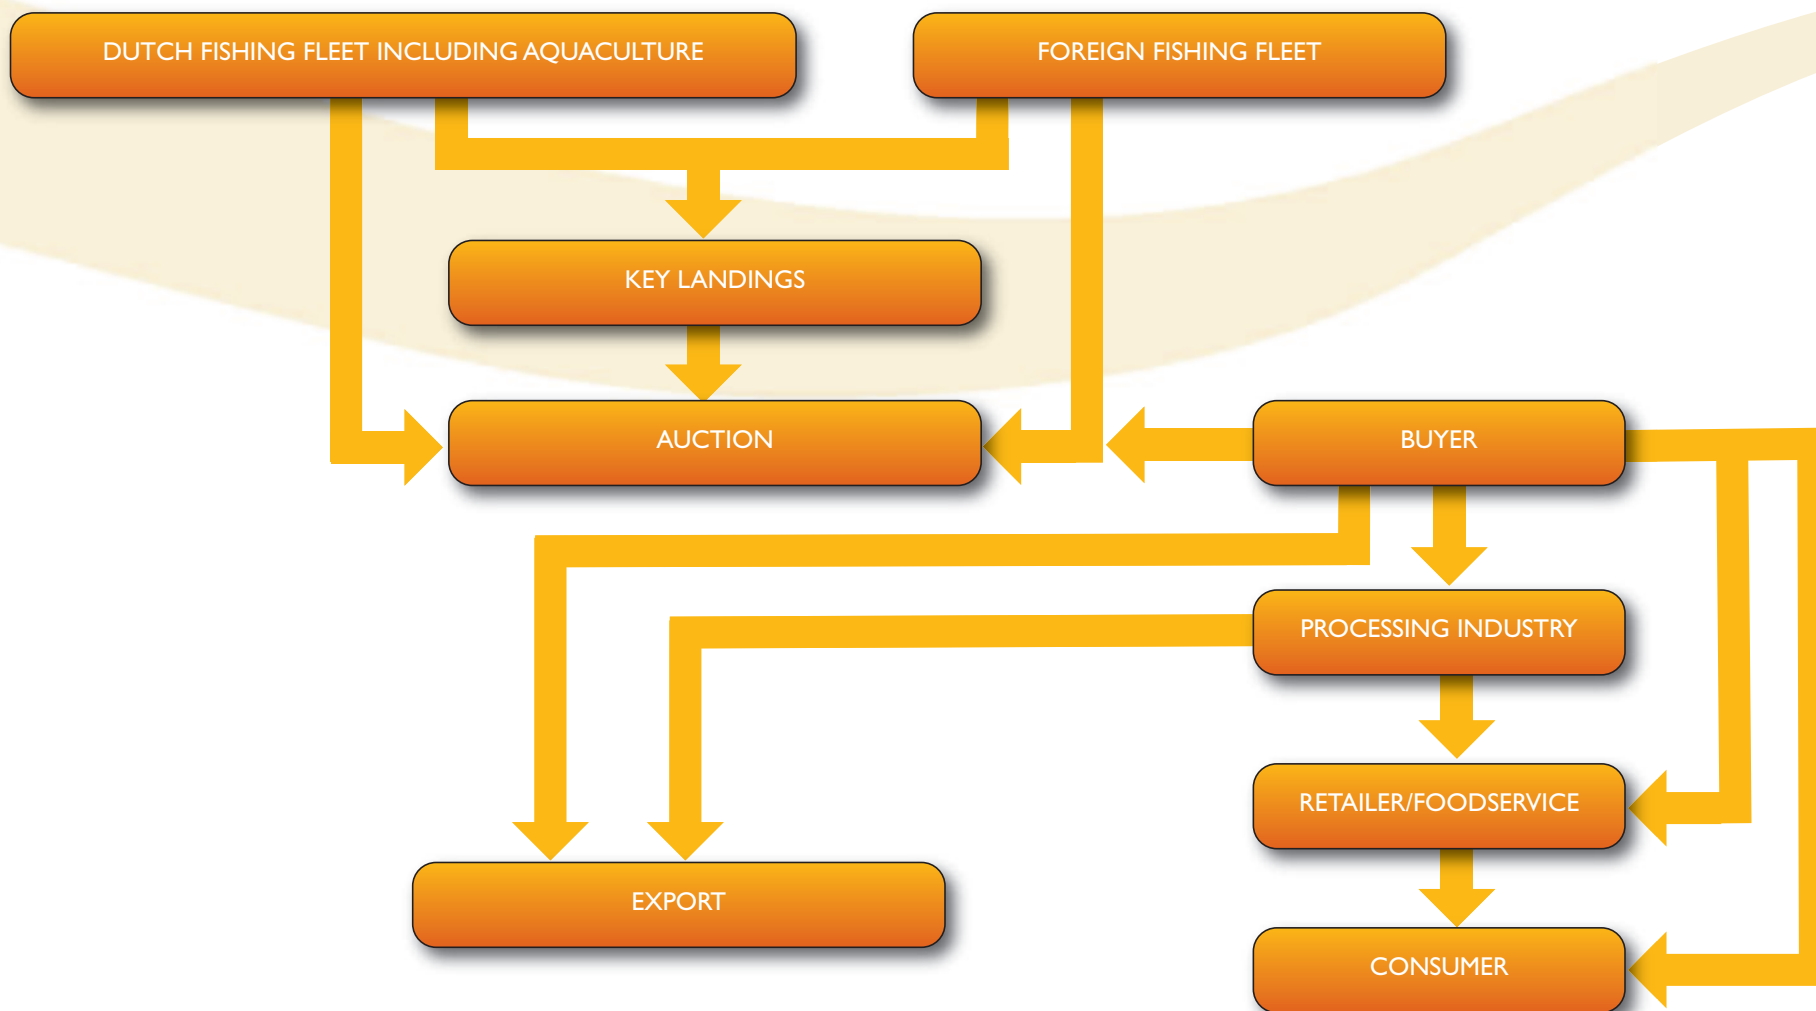 DUTCH FISHING FLEET INCLUDING AQUACULTURE
FOREIGN FISHING FLEET
KEY LANDINGS
AUCTION
BUYER
PROCESSING INDUSTRY
RETAILER/FOODSERVICE
EXPORT
CONSUMER